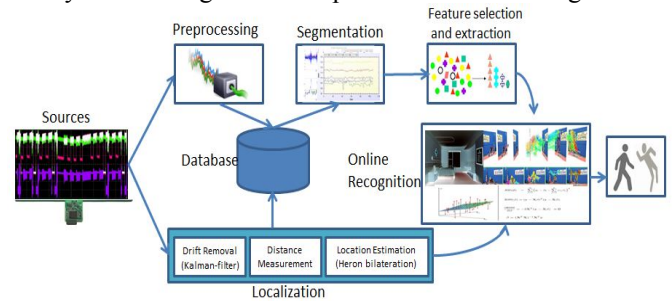 Preprocessing
Segmentation
Feature selection
and extraction
Sources
Database
Online
Recognition
Drift Removal
(Kalman-filter)
Distance
Measurement
Location Estimation
(Heron bilateration)
Localization